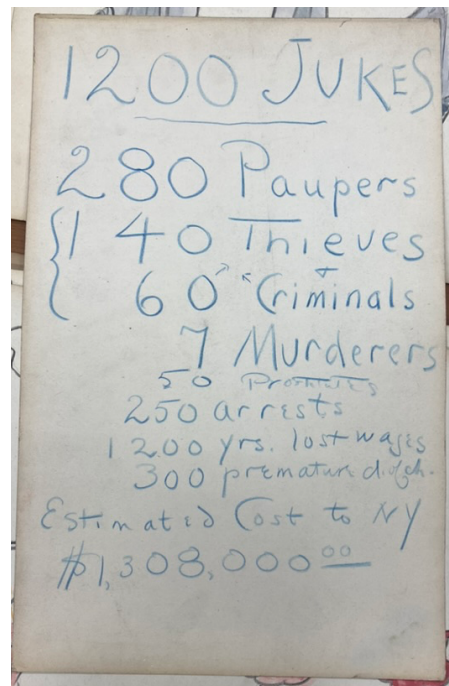 1200 JUKES
280 Paupers
140 Thieves
60 Criminals
7 Murderers
50
250 arrests
1200 yrs. lost wages
300 premature
Estimated Cost to NY
$1,308,000.00